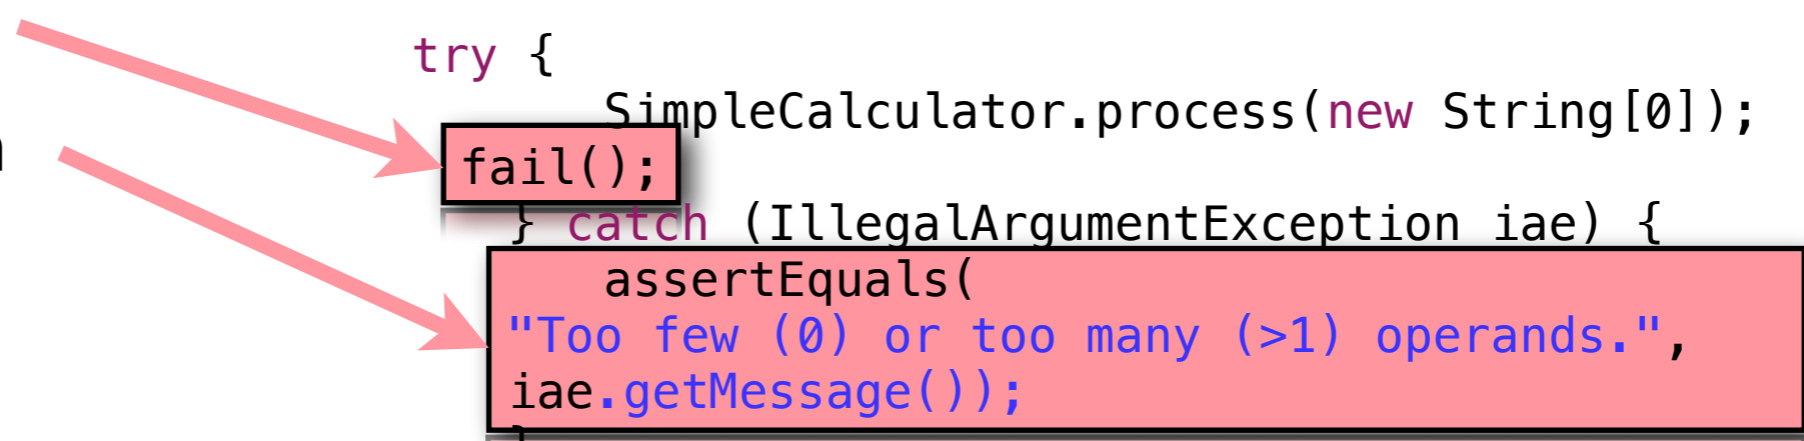 try {
SimpleCalculator.process(new String[0]);
fail();
} catch (IllegalArgumentException iae) {
assertEquals(
"Too few (0) or too many (>1) operands.",
iae.getMessage());
}